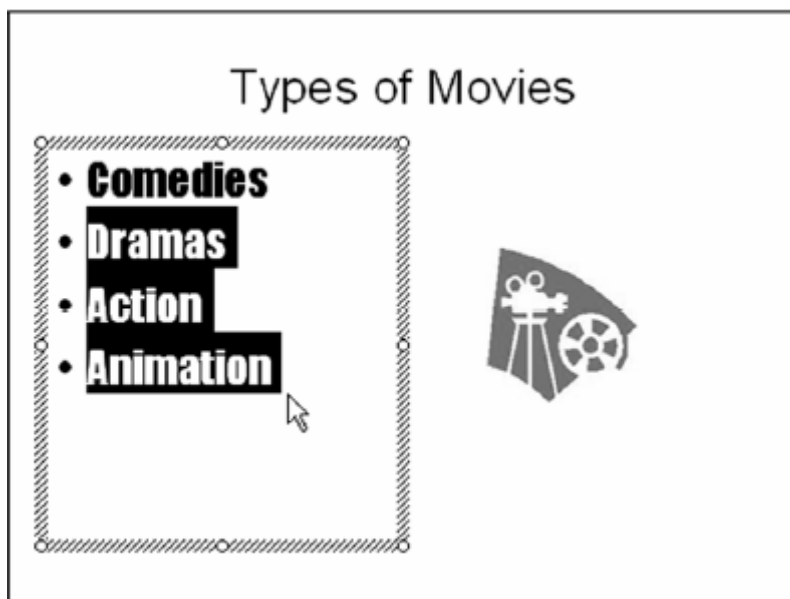 Types of Movies
• Comedies
• Dramas
• Action
• Animation